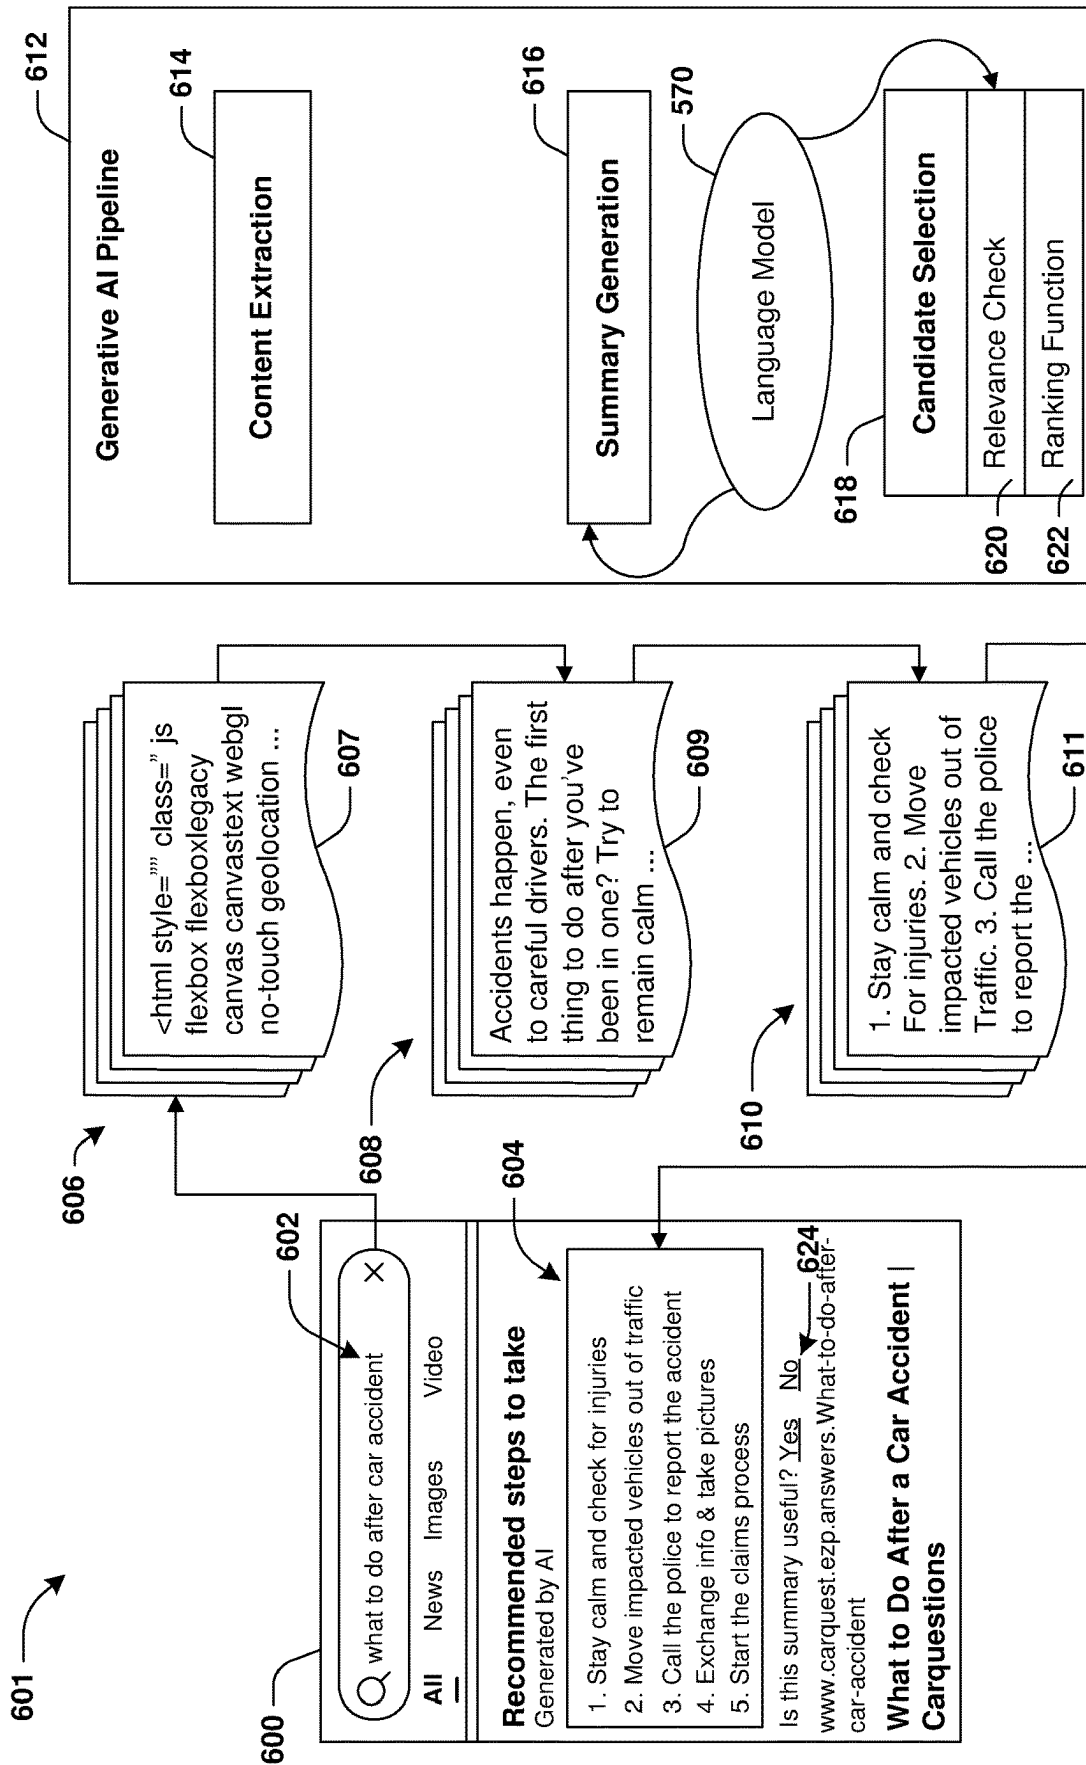 601
600
602
what to do after car accident
X
All News Images Video
Recommended steps to take
Generated by AI
604
1. Stay calm and check for injuries
2. Move impacted vehicles out of traffic
3. Call the police to report the accident
4. Exchange info & take pictures
5. Start the claims process
Is this summary useful? Yes No
624
www.carquest.ezp.answers.What-to-do-after-
car-accident
What to Do After a Car Accident |
Carquestions
606
<html style="" class=" js
flexbox flexboxlegacy
canvas canvastext webgl
no-touch geolocation ...
607
608
Accidents happen, even
to careful drivers. The first
thing to do after you've
been in one? Try to
remain calm ...
609
610
1. Stay calm and check
For injuries. 2. Move
impacted vehicles out of
Traffic. 3. Call the police
to report the ...
611
612
Generative AI Pipeline
614
Content Extraction
616
Summary Generation
570
Language Model
618
Candidate Selection
620
Relevance Check
622
Ranking Function